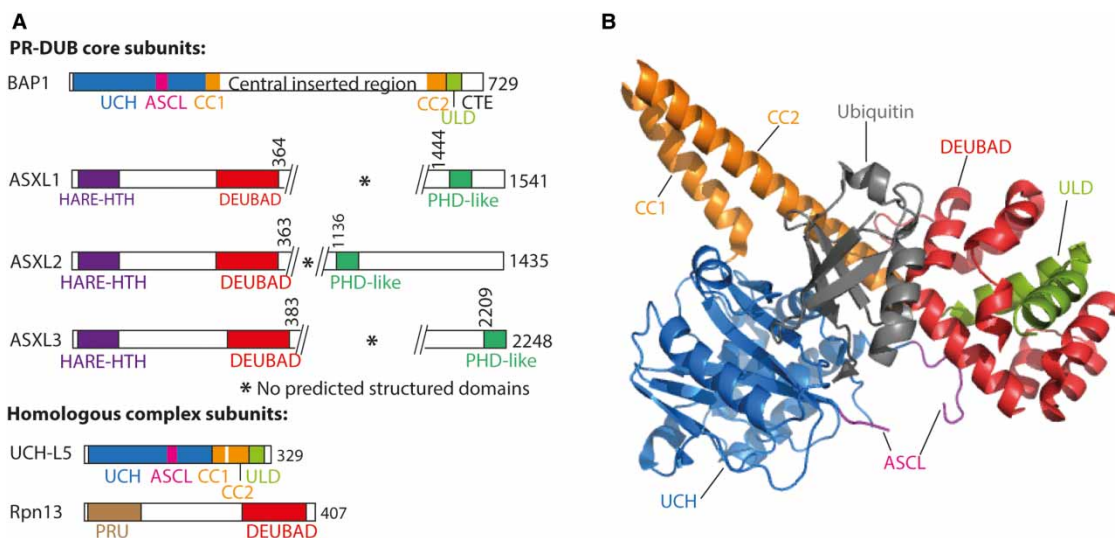 A
PR-DUB core subunits:
BAP1
Central inserted region
729
UCH
ASCL
CC1
CC2
CTE
ULD
ASXL1
364
*
1444
1541
HARE-HTH
DEUBAD
PHD-like
ASXL2
363
*
1136
1435
HARE-HTH
DEUBAD
PHD-like
ASXL3
383
*
2209
2248
HARE-HTH
DEUBAD
PHD-like
* No predicted structured domains
Homologous complex subunits:
UCH-L5
329
UCH
ASCL
CC1
ULD
CC2
Rpn13
407
PRU
DEUBAD
B
CC2
Ubiquitin
DEUBAD
ULD
CC1
ASCL
UCH